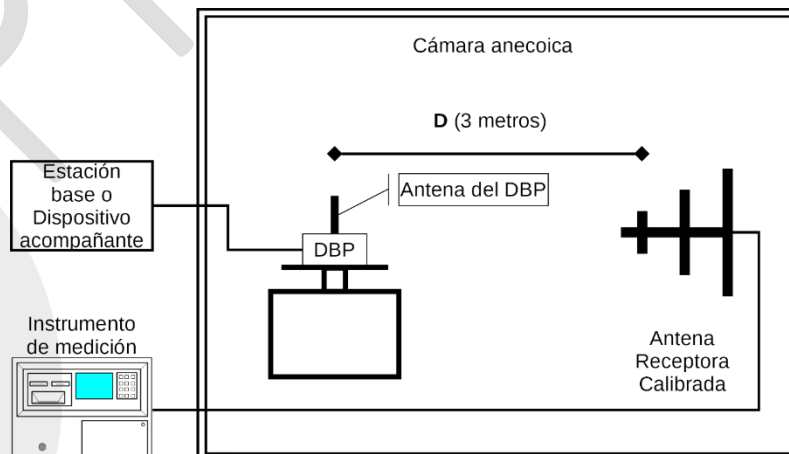 Cámara anecoica
D (3 metros)
Estación
base o
Dispositivo
acompañante
Antena del DBP
DBP
Instrumento
de medición
Antena
Receptora
Calibrada